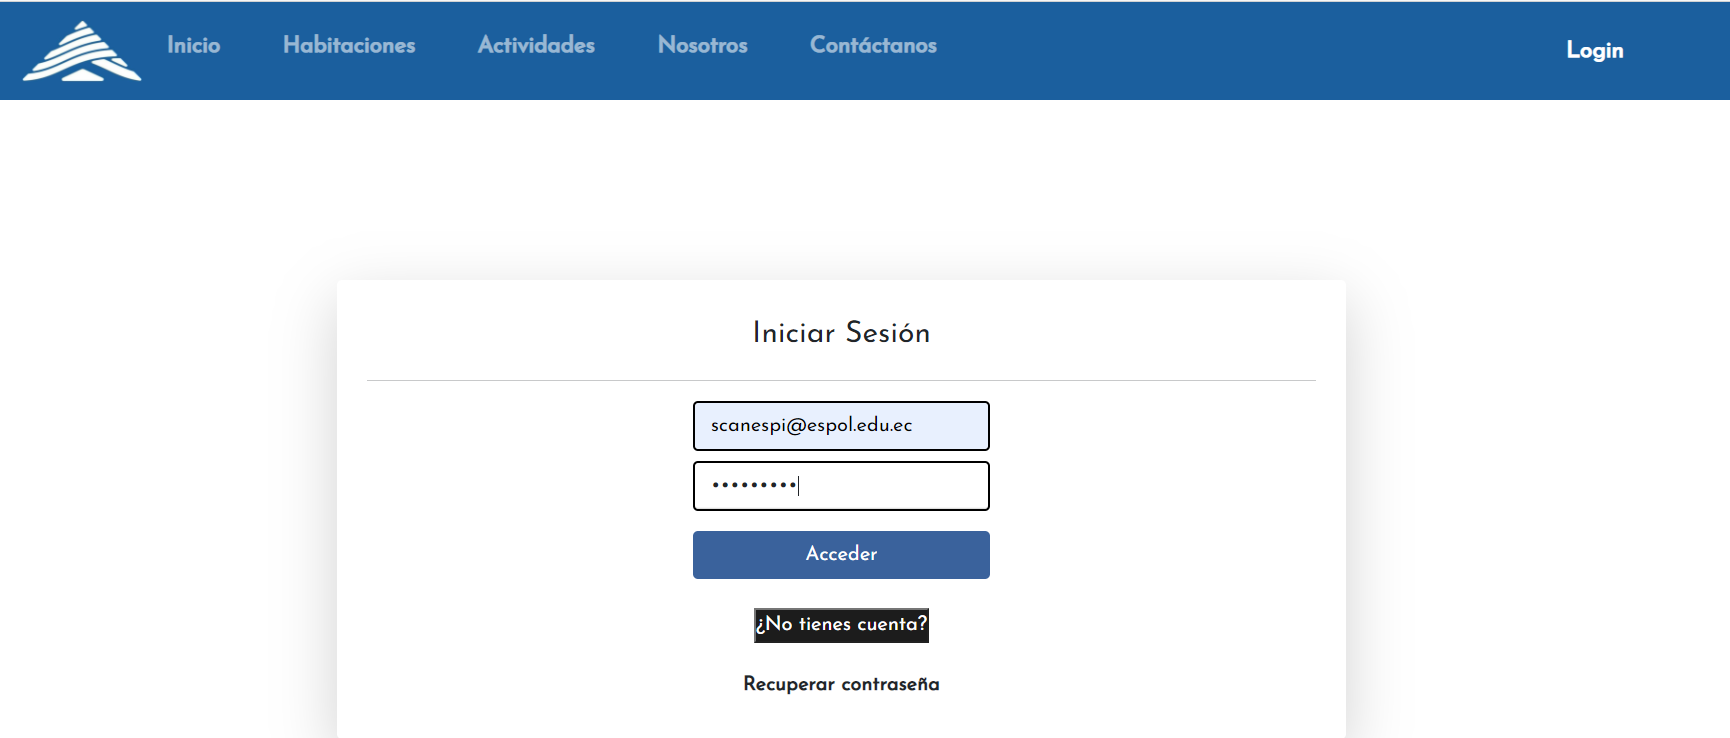 Inicio Habitaciones Actividades Nosotros Contáctanos Login
Iniciar Sesión
scanespi@espol.edu.ec
•••••••••
Acceder
¿No tienes cuenta?
Recuperar contraseña